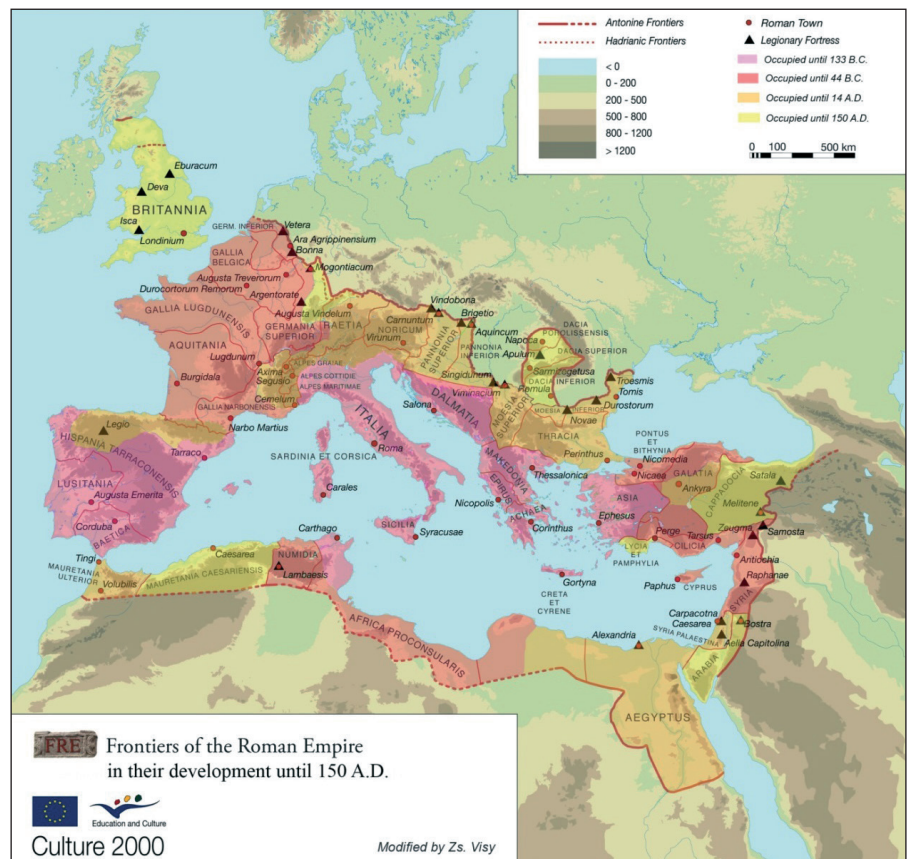 Antonine Frontiers
Hadrianic Frontiers
Roman Town
Legionary Fortress
< 0
0 - 200
200 - 500
500 - 800
800 - 1200
> 1200
Occupied until 133 B.C.
Occupied until 44 B.C.
Occupied until 14 A.D.
Occupied until 150 A.D.
0 100 500 km
Eburacum
Deva
BRITANNIA
Isca
Londinium
GERM. INFERIOR
Vetera
Ara Agrippinensium
Bonna
GALLIA
BELGICA
Mogontiacum
Augusta Treverorum
Durocortorum Remorum
Argentorate
GALLIA LUGDUNENSIS
Augusta Vindelum
GERMANIA
SUPERIOR
RAETIA
Vindobona
Carnuntum
Brigetio
NORICUM
Aquincum
Virunum
PANNONIA
SUPERIOR
PANNONIA
INFERIOR
DACIA
POROLISSENSIS
Napoca
DACIA SUPERIOR
Apulum
Sarmizegetusa
DACIA INFERIOR
Romula
Troesmis
Tomis
Durostorum
AQUITANIA
Lugdunum
ALPES GRAIAE
Axima
ALPES COTTIDIE
Segusio
ALPES MARITIMAE
Burgidala
Cemelum
GALLIA NARBONENSIS
Narbo Martius
Singidunum
Viminacium
MOESIA
SUPERIOR
MOESIA INFERIOR
Novae
THRACIA
Perinthus
DALMATIA
Salona
ITALIA
Roma
Legio
HISPANIA TARRACONENSIS
Tarraco
LUSITANIA
Augusta Emerita
Corduba
BAETICA
SARDINIA ET CORSICA
Carales
SICILIA
Syracusae
MAKEDONIA
Thessalonica
EPIRUS
Nicopolis
ACHAEA
Corinthus
PONTUS
ET
BITHYNIA
Nicomedia
Nicaea
GALATIA
Ankyra
CAPPADOCIA
Satala
Melitene
ASIA
Ephesus
Zeugma
Samosta
Perge
Tarsus
CILICIA
LYCIA
ET
PAMPHYLIA
Antiochia
Raphanae
SYRIA
Paphus
CYPRUS
Gortyna
CRETA
ET
CYRENE
Carthago
Tingi
Caesarea
NUMIDIA
Lambaesis
MAURETANIA
ULTERIOR
Volubilis
MAURETANIA CAESARIENSIS
AFRICA PROCONSULARIS
Alexandria
Carpacotna
Caesarea
SYRIA PALAESTINA
Bostra
Aelia Capitolina
ARABIA
AEGYPTUS
FRE
Frontiers of the Roman Empire
in their development until 150 A.D.
Education and Culture
Culture 2000
Modified by Zs. Visy